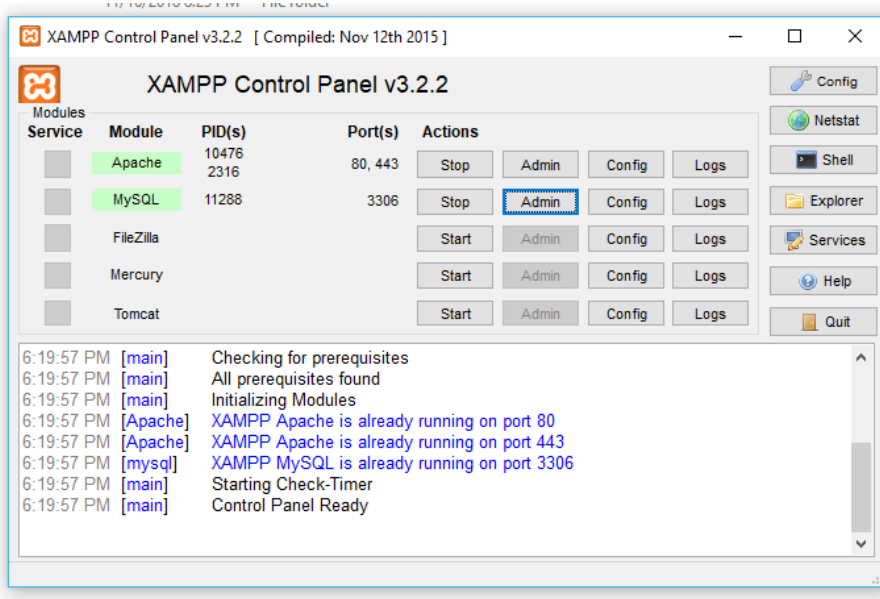 XAMPP Control Panel v3.2.2 [ Compiled: Nov 12th 2015 ]
XAMPP Control Panel v3.2.2
Config
Modules
Service Module PID(s) Port(s) Actions
Netstat
Apache 10476 2316 80, 443 Stop Admin Config Logs
Shell
MySQL 11288 3306 Stop Admin Config Logs
Explorer
FileZilla Start Admin Config Logs
Services
Mercury Start Admin Config Logs
Help
Tomcat Start Admin Config Logs
Quit
6:19:57 PM [main] Checking for prerequisites
6:19:57 PM [main] All prerequisites found
6:19:57 PM [main] Initializing Modules
6:19:57 PM [Apache] XAMPP Apache is already running on port 80
6:19:57 PM [Apache] XAMPP Apache is already running on port 443
6:19:57 PM [mysql] XAMPP MySQL is already running on port 3306
6:19:57 PM [main] Starting Check-Timer
6:19:57 PM [main] Control Panel Ready